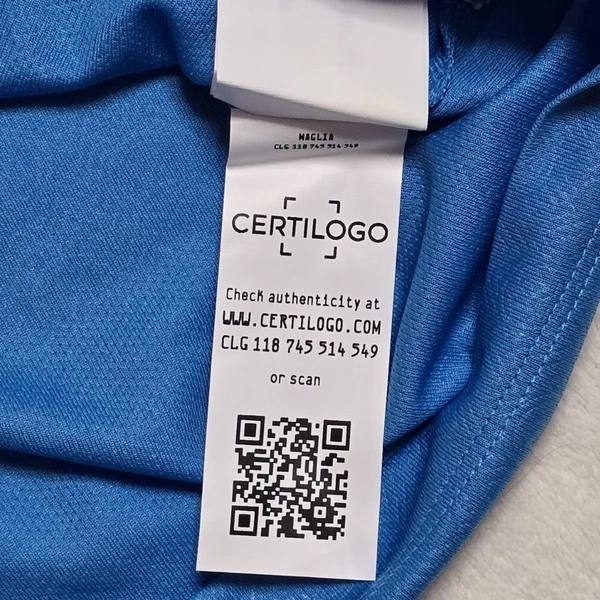 MAGLIA
CLG 118 745 514 549
CERTILOGO
Check authenticity at
WWW.CERTILOGO.COM
CLG 118 745 514 549
or scan